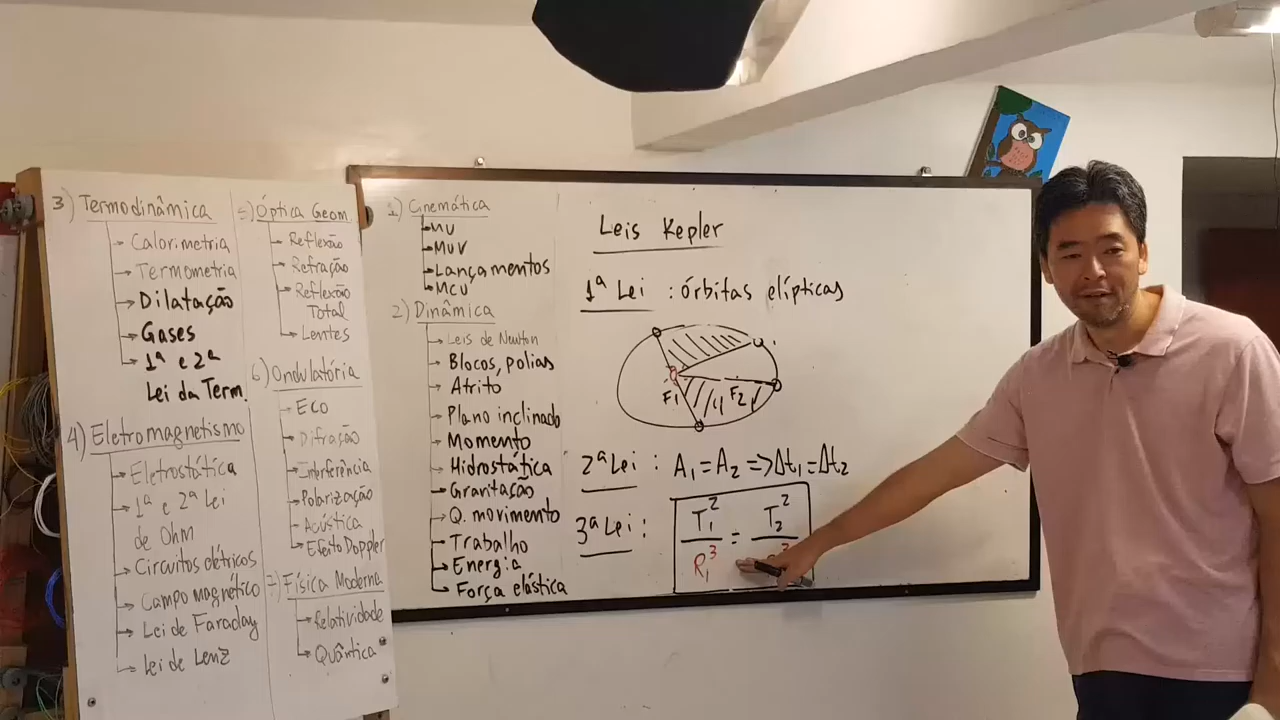 3) Termodinâmica
Calorimetria
Termometria
Dilatação
Gases
1ª e 2ª
Lei da Term.
4) Eletromagnetismo
Eletrostática
1ª e 2ª Lei
de Ohm
Circuitos elétricos
Campo magnético
Lei de Faraday
Lei de Lenz
5) Óptica Geom.
Reflexão
Refração
Reflexão
Total
Lentes
6) Ondulatória
Eco
Difração
Interferência
Polarização
Acústica
Efeito Doppler
7) Física Moderna
Relatividade
Quântica
1) Cinemática
MU
MUV
Lançamentos
MCU
2) Dinâmica
Leis de Newton
Blocos, polias
Atrito
Plano inclinado
Momento
Hidrostática
Gravitação
Q. movimento
Trabalho
Energia
Força elástica
Leis Kepler
1ª Lei : órbitas elípticas
F1 F2
2ª Lei : A₁ = A₂ => Δt₁ = Δt₂
3ª Lei : T₁² = T₂²
R₁³ ³